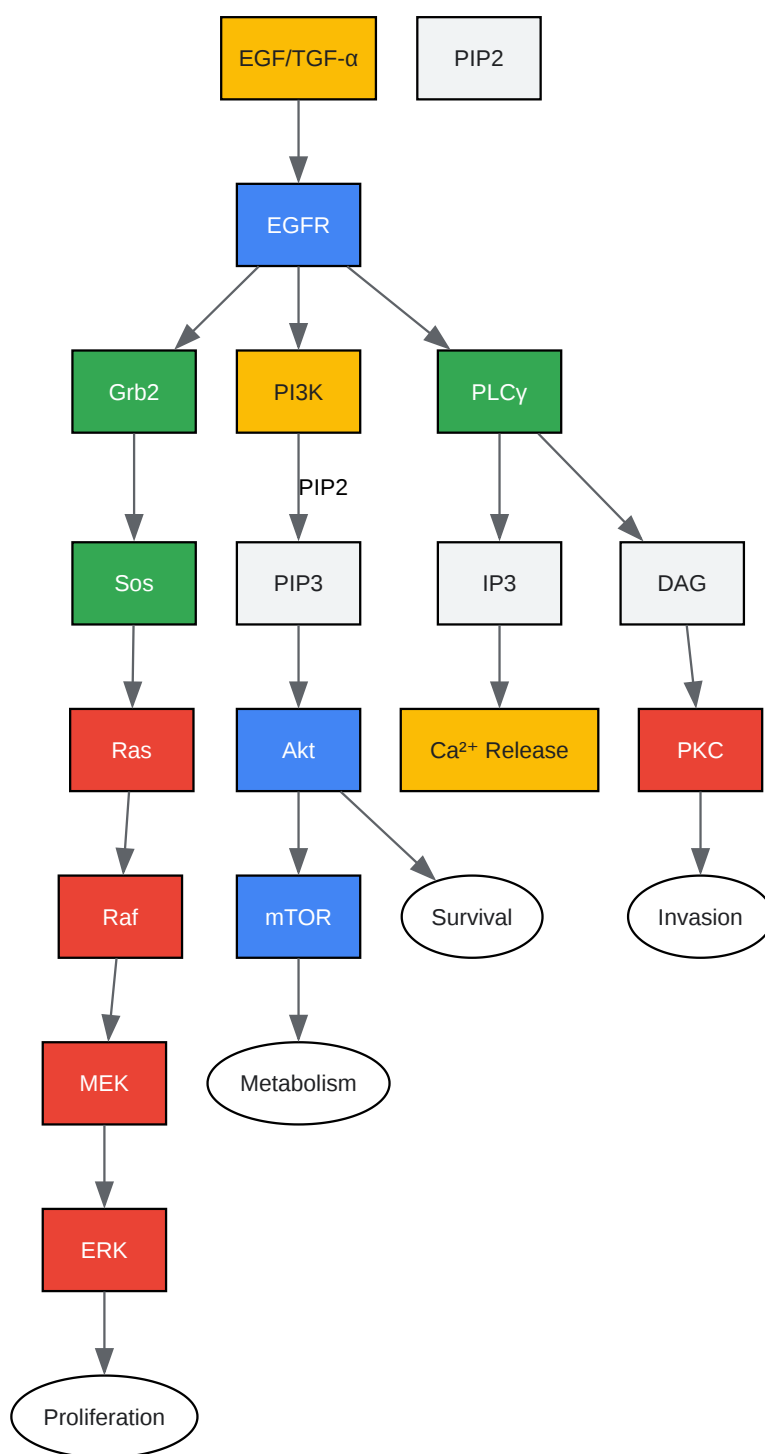 EGF/TGF-α
PIP2
EGFR
Grb2
PI3K
PLCγ
PIP2
Sos
PIP3
IP3
DAG
Ras
Akt
Ca²⁺ Release
PKC
Raf
mTOR
Survival
Invasion
MEK
Metabolism
ERK
Proliferation